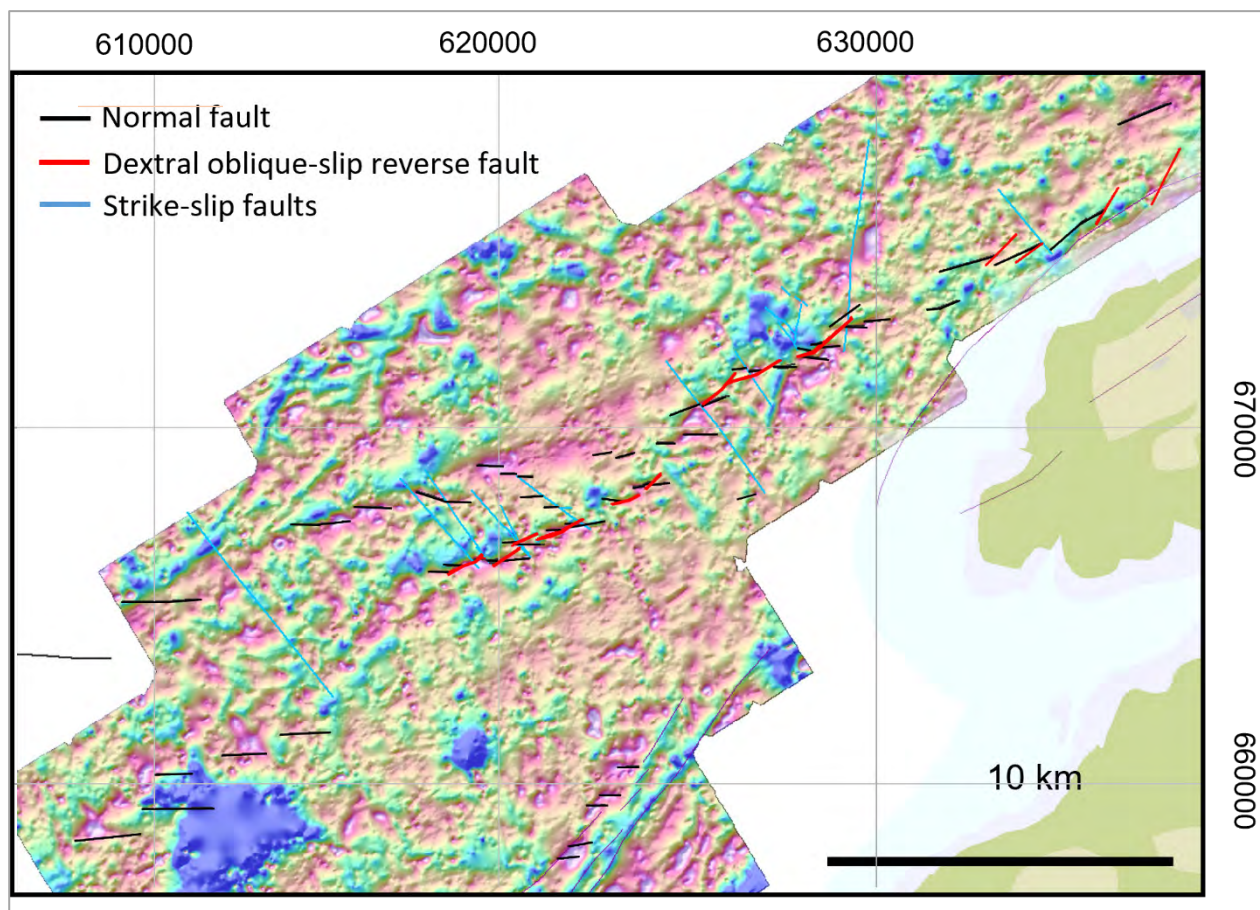 610000
620000
630000
Normal fault
Dextral oblique-slip reverse fault
Strike-slip faults
670000
660000
10 km